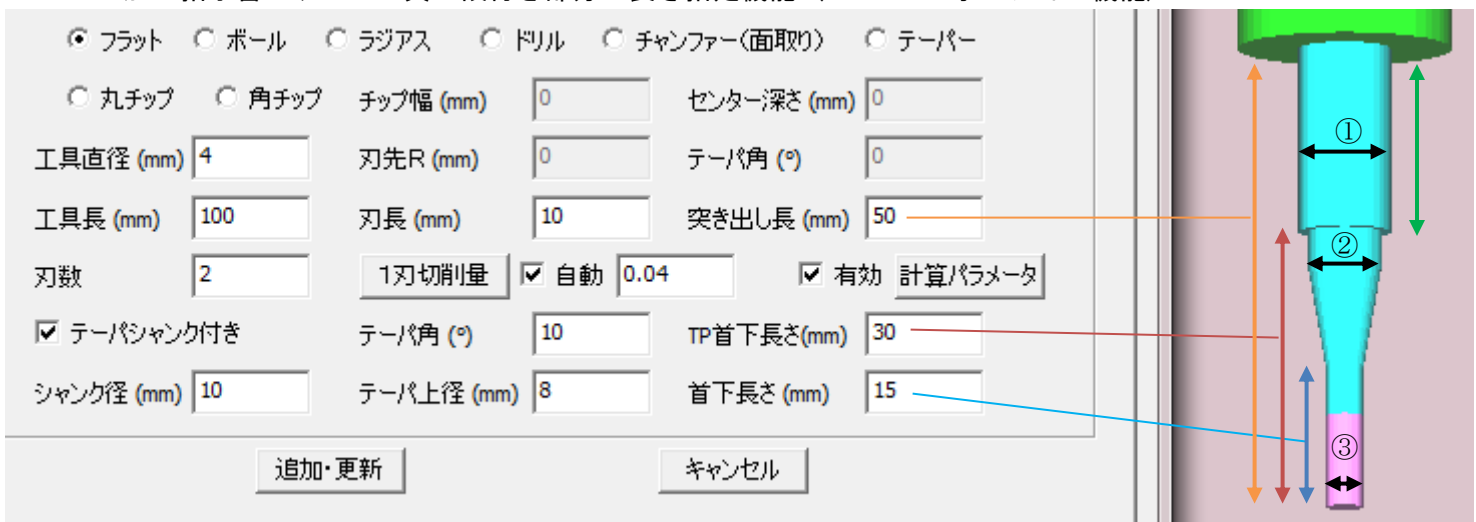 フラット ボール ラジアス ドリル チャンファー(面取り) テーパー
丸チップ 角チップ チップ幅 (mm) 0 センター深さ (mm) 0
工具直径 (mm) 4 刃先R (mm) 0 テーパ角 (°) 0
工具長 (mm) 100 刃長 (mm) 10 突き出し長 (mm) 50
刃数 2 1刃切削量 自動 0.04 有効 計算パラメータ
テーパシャンク付き テーパ角 (°) 10 TP首下長さ(mm) 30
シャンク径 (mm) 10 テーパ上径 (mm) 8 首下長さ (mm) 15
追加・更新 キャンセル
①
②
③